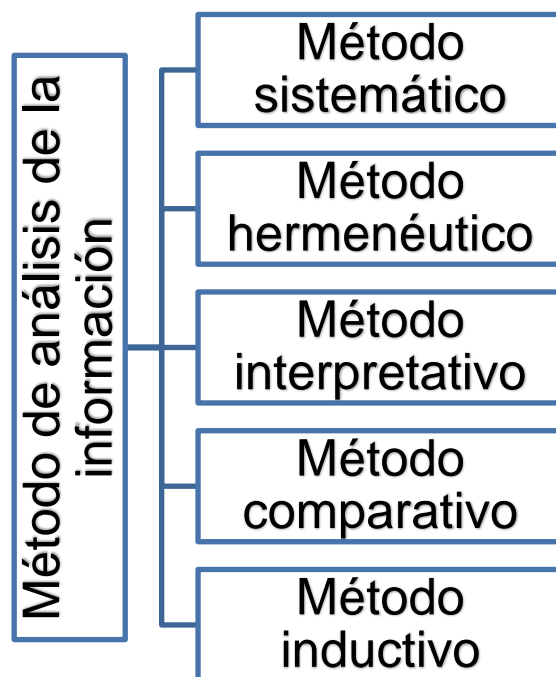 Método de análisis de la
información
Método
sistemático
Método
hermenéutico
Método
interpretativo
Método
comparativo
Método
inductivo